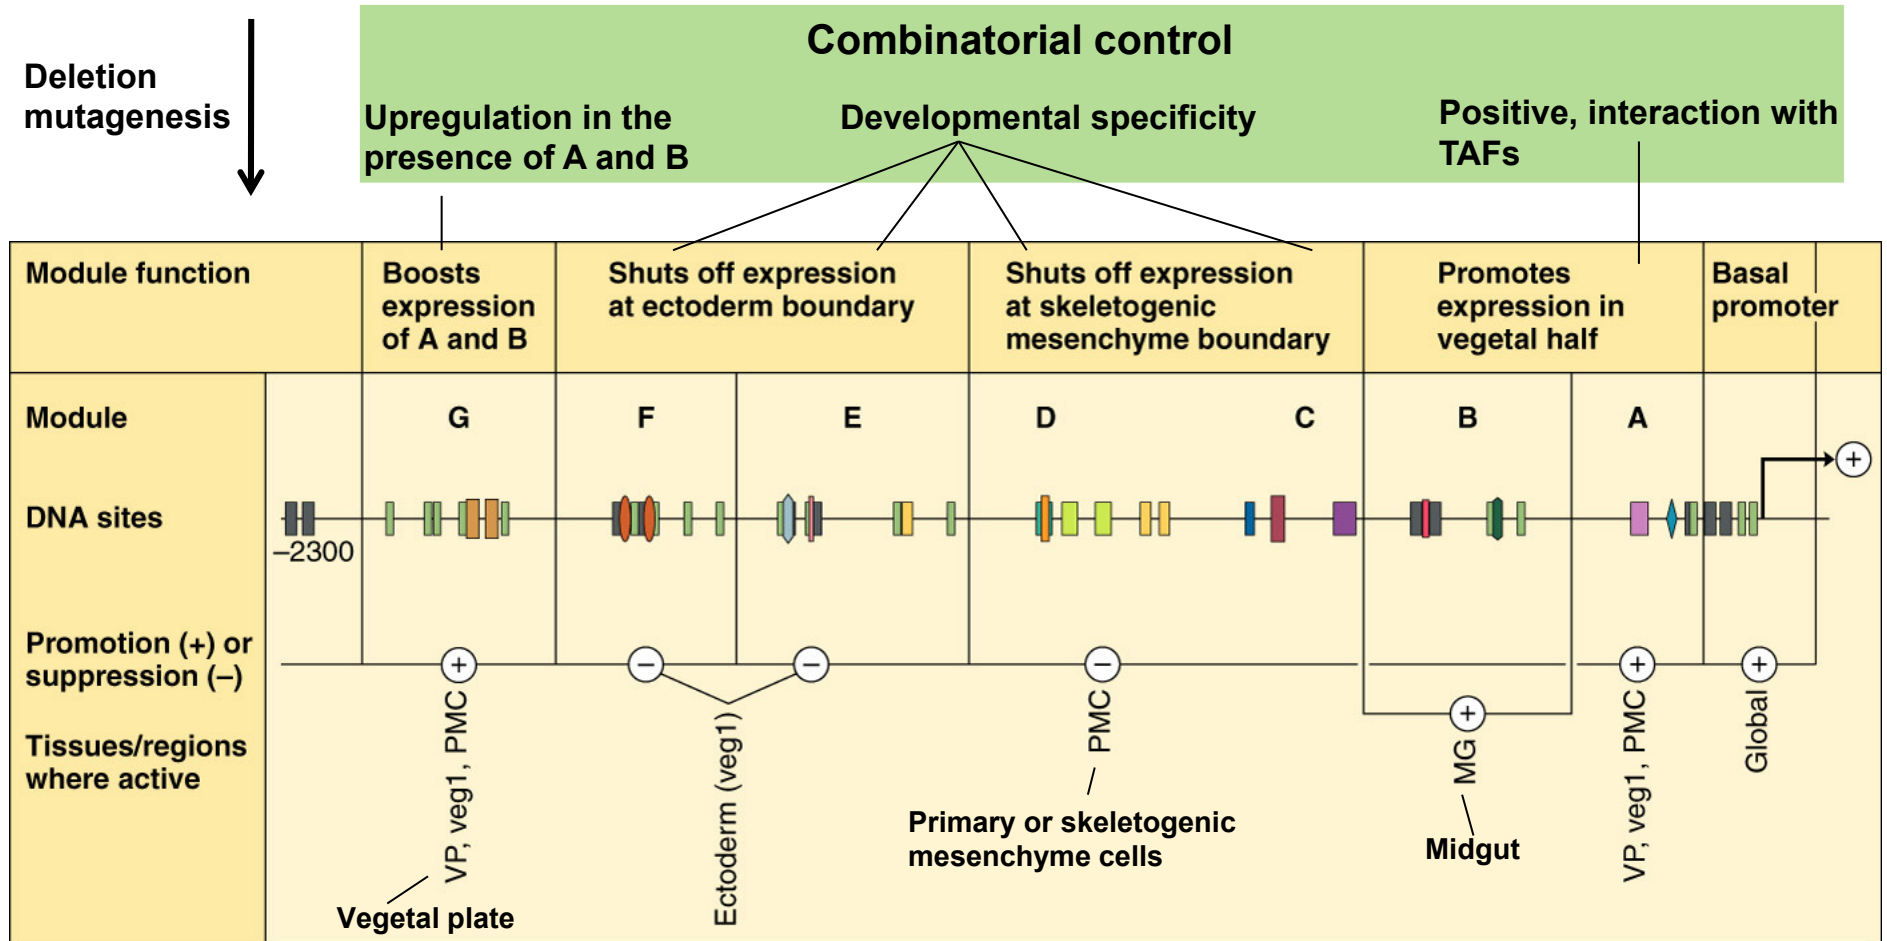 Combinatorial control
Deletion
mutagenesis
Upregulation in the
presence of A and B
Developmental specificity
Positive, interaction with
TAFs
Module function
Boosts
expression
of A and B
Shuts off expression
at ectoderm boundary
Shuts off expression
at skeletogenic
mesenchyme boundary
Promotes
expression in
vegetal half
Basal
promoter
Module
G
F
E
D
C
B
A
+
DNA sites
–2300
Promotion (+) or
suppression (–)
+
–
–
–
+
+
+
Tissues/regions
where active
VP, veg1, PMC
Ectoderm (veg1)
PMC
MG
VP, veg1, PMC
Global
Vegetal plate
Primary or skeletogenic
mesenchyme cells
Midgut